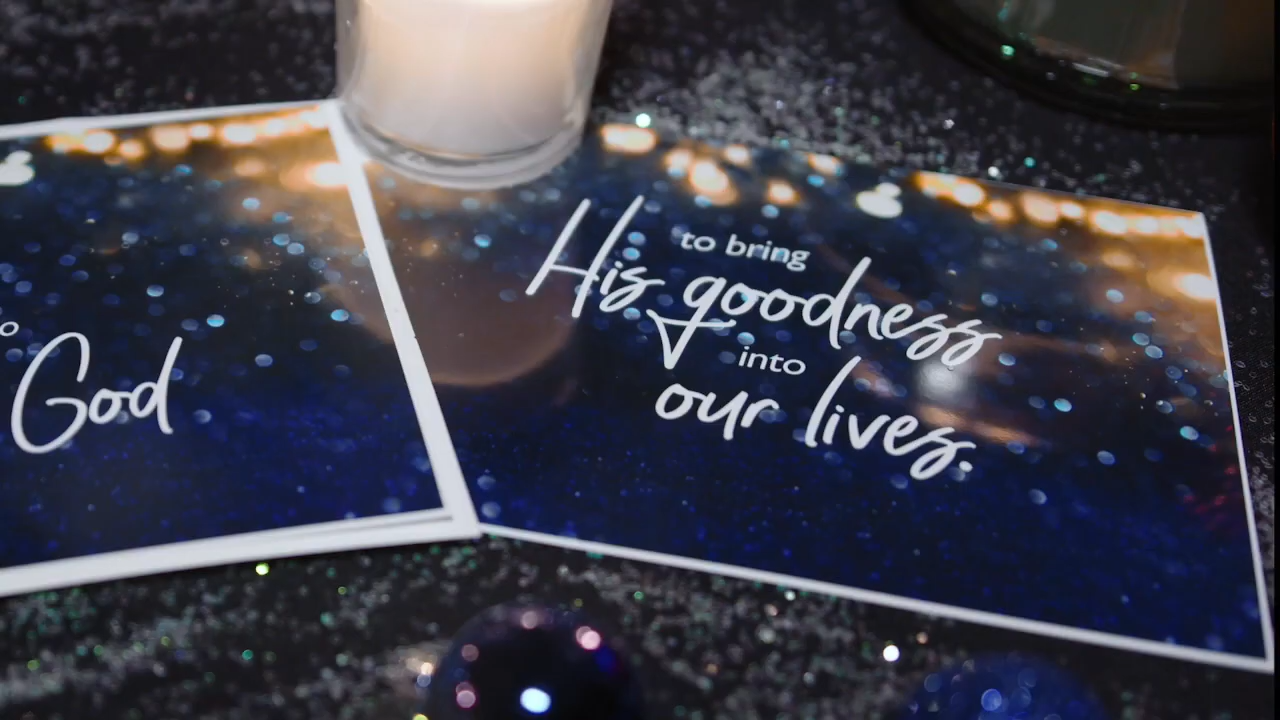 God
to bring
His goodness
into
our lives.